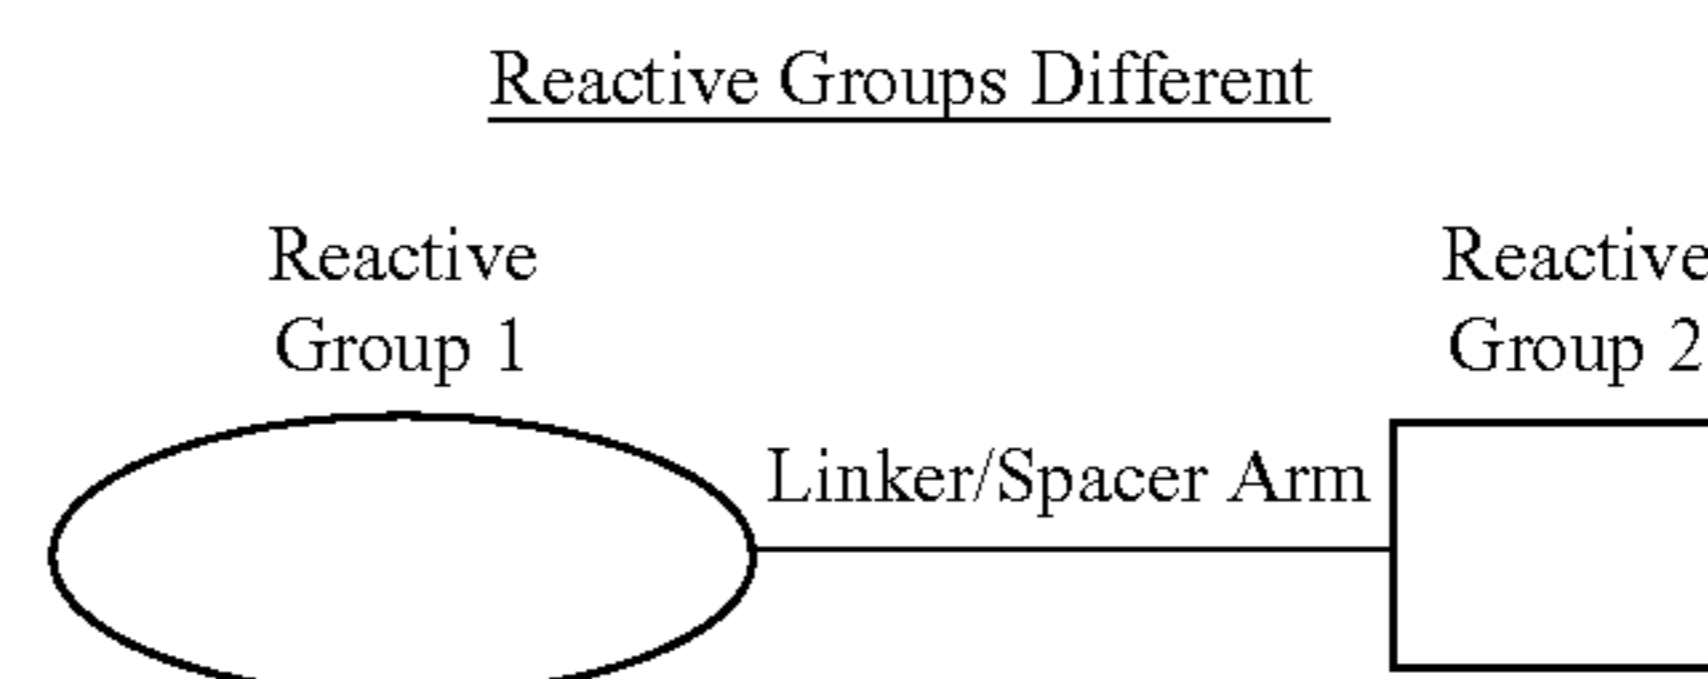 Reactive Groups Different
Reactive
Group 1
Reactive
Group 2
Linker/Spacer Arm